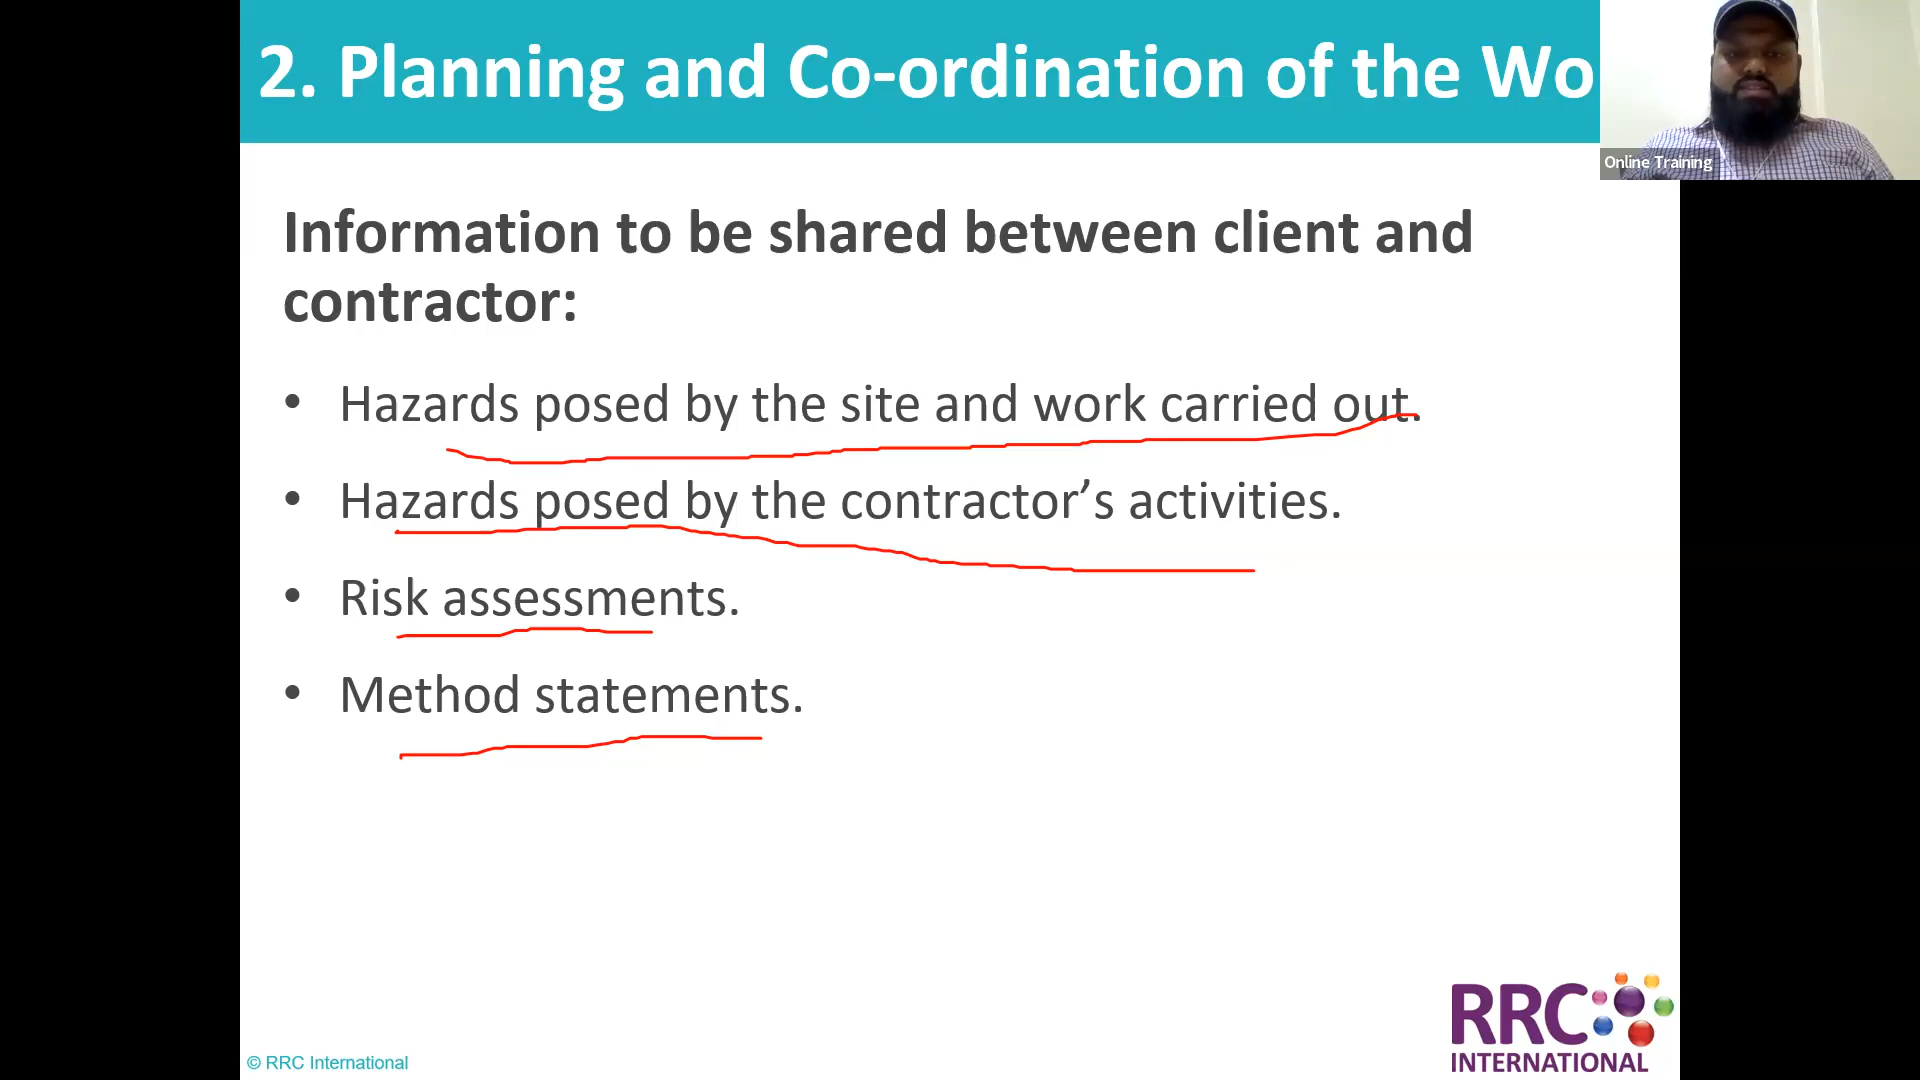 2. Planning and Co-ordination of the Wo
Online Training
Information to be shared between client and
contractor:
• Hazards posed by the site and work carried out.
• Hazards posed by the contractor’s activities.
• Risk assessments.
• Method statements.
RRC
INTERNATIONAL
© RRC International